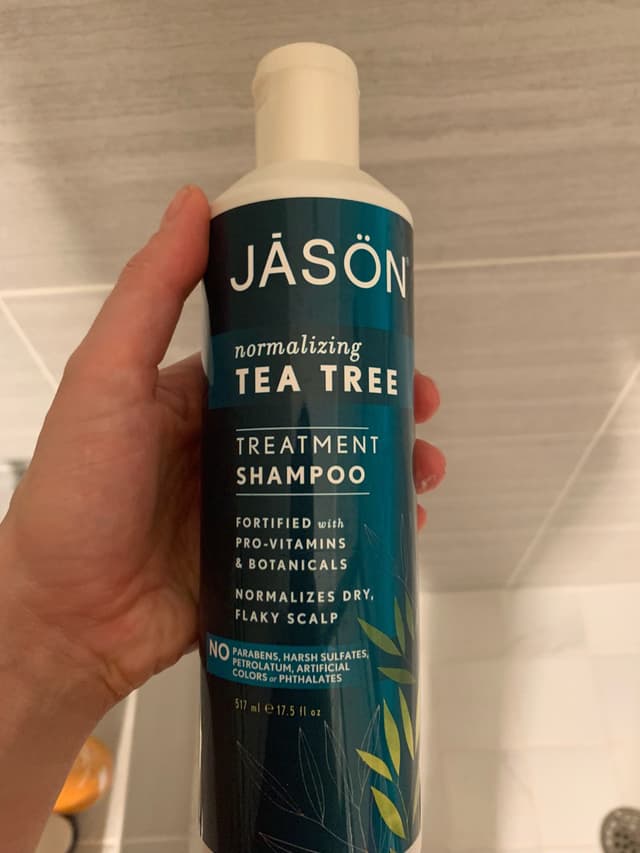 JĀSÖN®
normalizing
TEA TREE
TREATMENT
SHAMPOO
FORTIFIED with
PRO-VITAMINS
& BOTANICALS
NORMALIZES DRY,
FLAKY SCALP
NO PARABENS, HARSH SULFATES,
PETROLATUM, ARTIFICIAL
COLORS or PHTHALATES
517 ml ℮ 17.5 fl oz